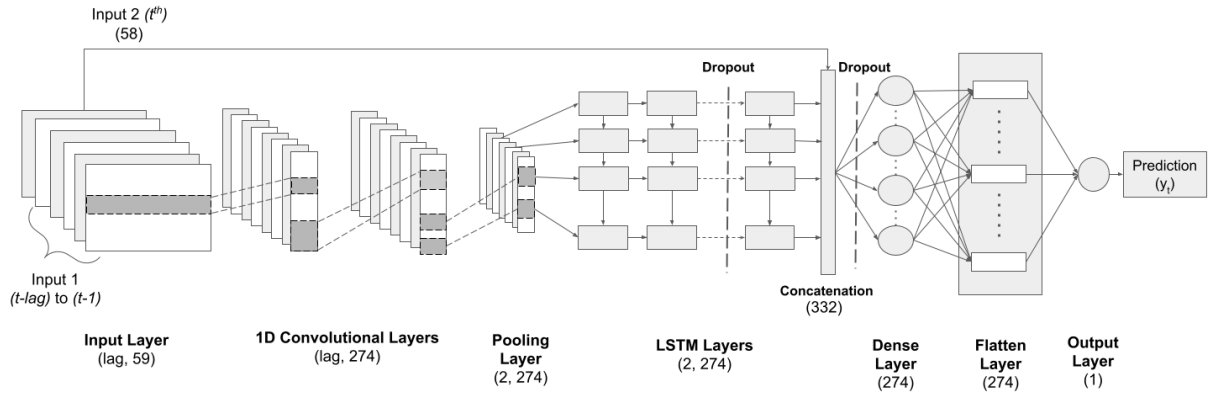 Input 2 (tth)
(58)
Dropout
Dropout
Prediction
(yt)
Input 1
(t-lag) to (t-1)
Concatenation
(332)
Input Layer
(lag, 59)
1D Convolutional Layers
(lag, 274)
Pooling
Layer
(2, 274)
LSTM Layers
(2, 274)
Dense
Layer
(274)
Flatten
Layer
(274)
Output
Layer
(1)